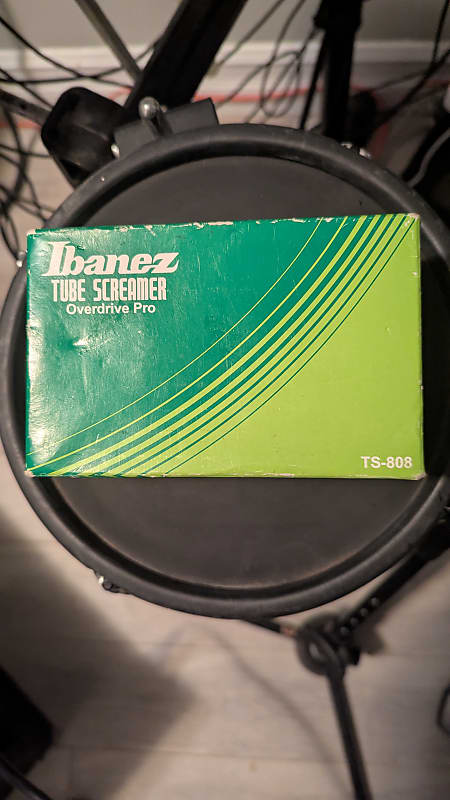 Ibanez
TUBE SCREAMER
Overdrive Pro
TS-808